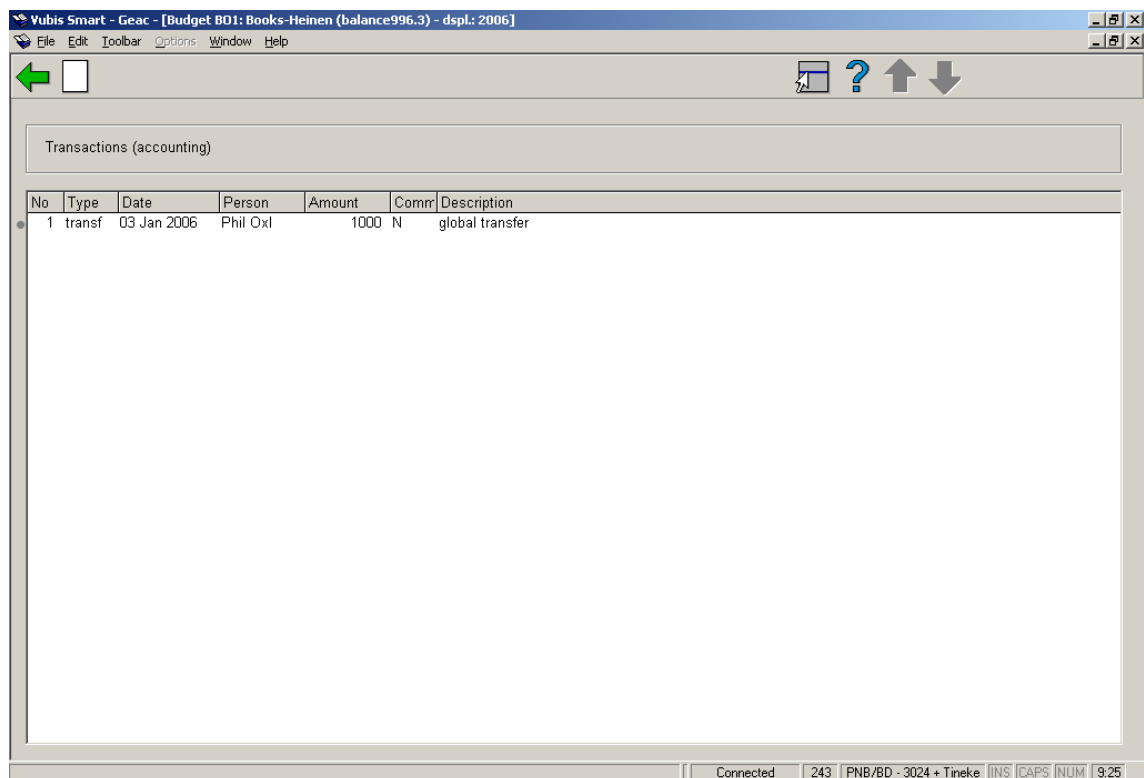 Vubis Smart - Geac - [Budget BO1: Books-Heinen (balance996.3) - dspl.: 2006]
File Edit Toolbar Options Window Help
Transactions (accounting)
No Type Date Person Amount Comm Description
1 transf 03 Jan 2006 Phil Oxl 1000 N global transfer
Connected 243 PNB/BD - 3024 + Tineke INS CAPS NUM 9:25